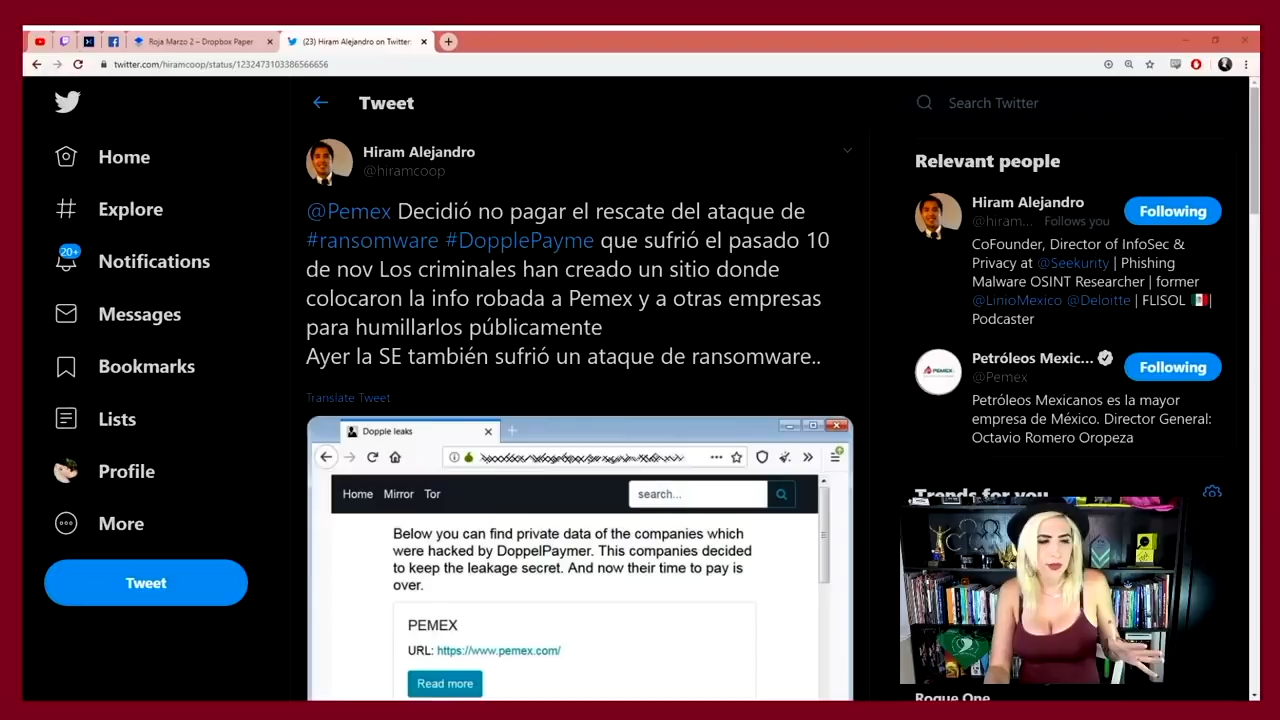 Roja Marzo 2 – Dropbox Paper
(23) Hiram Alejandro on Twitter:
twitter.com/hiramcoop/status/1232473103386566656
Home
Explore
20+
Notifications
Messages
Bookmarks
Lists
Profile
More
Tweet
Tweet
Hiram Alejandro
@hiramcoop
@Pemex Decidió no pagar el rescate del ataque de
#ransomware #DopplePayme que sufrió el pasado 10
de nov Los criminales han creado un sitio donde
colocaron la info robada a Pemex y a otras empresas
para humillarlos públicamente
Ayer la SE también sufrió un ataque de ransomware..
Translate Tweet
Dopple leaks
Home Mirror Tor
search...
Below you can find private data of the companies which
were hacked by DoppelPaymer. This companies decided
to keep the leakage secret. And now their time to pay is
over.
PEMEX
URL: https://www.pemex.com/
Read more
Search Twitter
Relevant people
Hiram Alejandro
@hiram... Follows you
Following
CoFounder, Director of InfoSec &
Privacy at @Seekurity | Phishing
Malware OSINT Researcher | former
@LinioMexico @Deloitte | FLISOL 🇲🇽|
Podcaster
PEMEX
Petróleos Mexic...
@Pemex
Following
Petróleos Mexicanos es la mayor
empresa de México. Director General:
Octavio Romero Oropeza
Trends for you
Rogue One